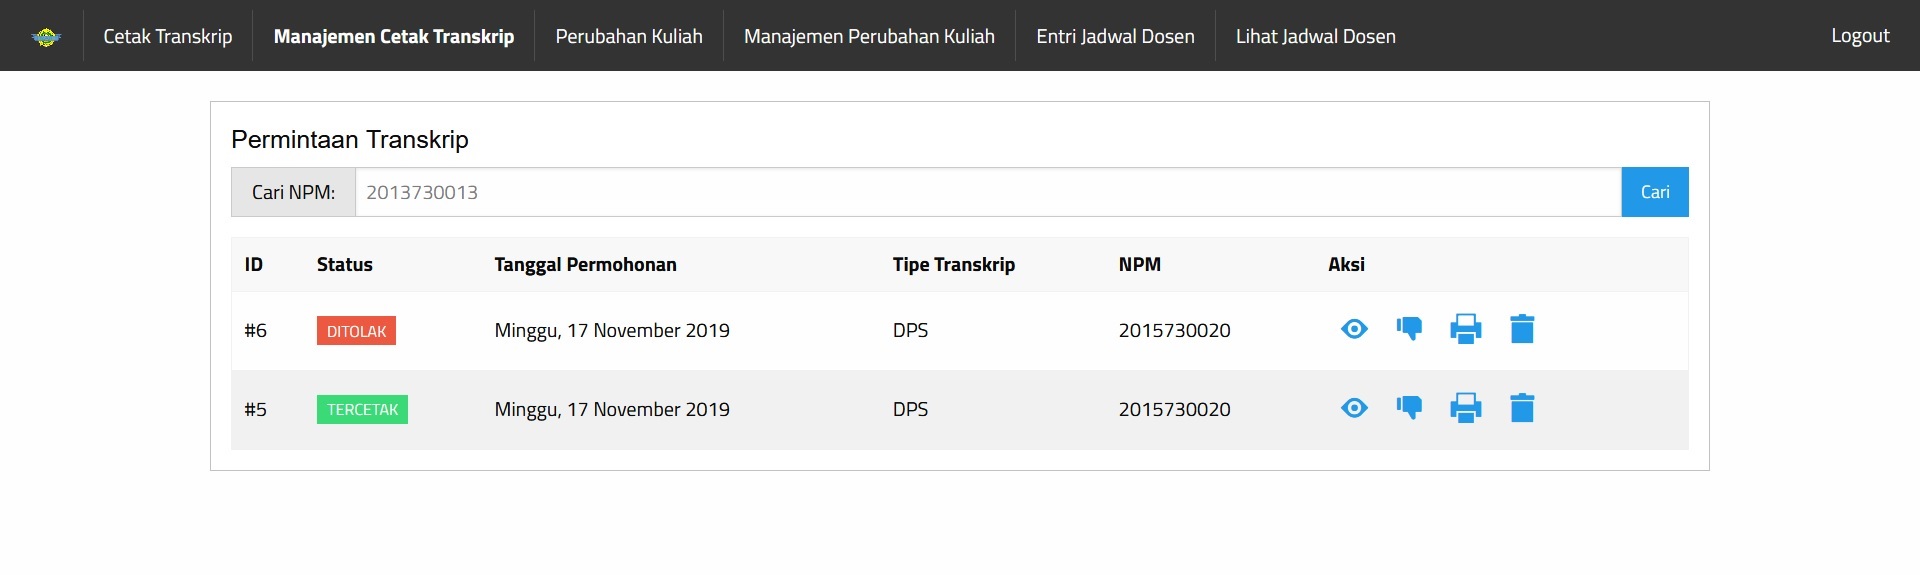 Cetak Transkrip Manajemen Cetak Transkrip Perubahan Kuliah Manajemen Perubahan Kuliah Entri Jadwal Dosen Lihat Jadwal Dosen Logout
Permintaan Transkrip
Cari NPM: 2013730013 Cari
ID Status Tanggal Permohonan Tipe Transkrip NPM Aksi
#6 DITOLAK Minggu, 17 November 2019 DPS 2015730020
#5 TERCETAK Minggu, 17 November 2019 DPS 2015730020